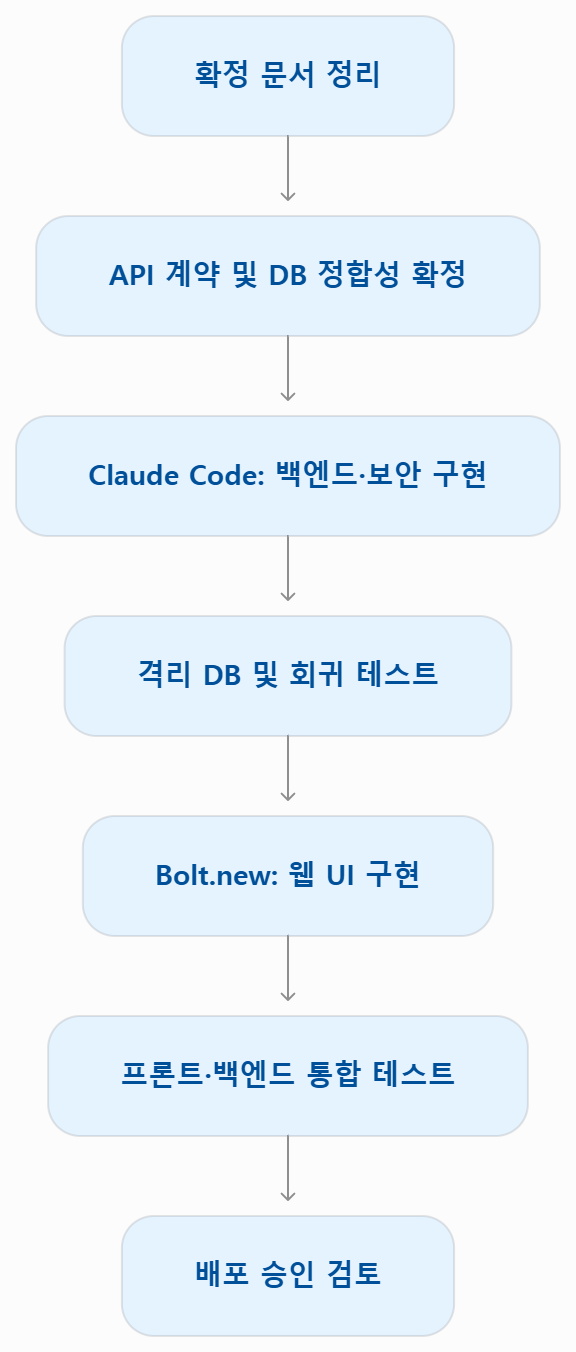 확정 문서 정리
API 계약 및 DB 정합성 확정
Claude Code: 백엔드·보안 구현
격리 DB 및 회귀 테스트
Bolt.new: 웹 UI 구현
프론트·백엔드 통합 테스트
배포 승인 검토